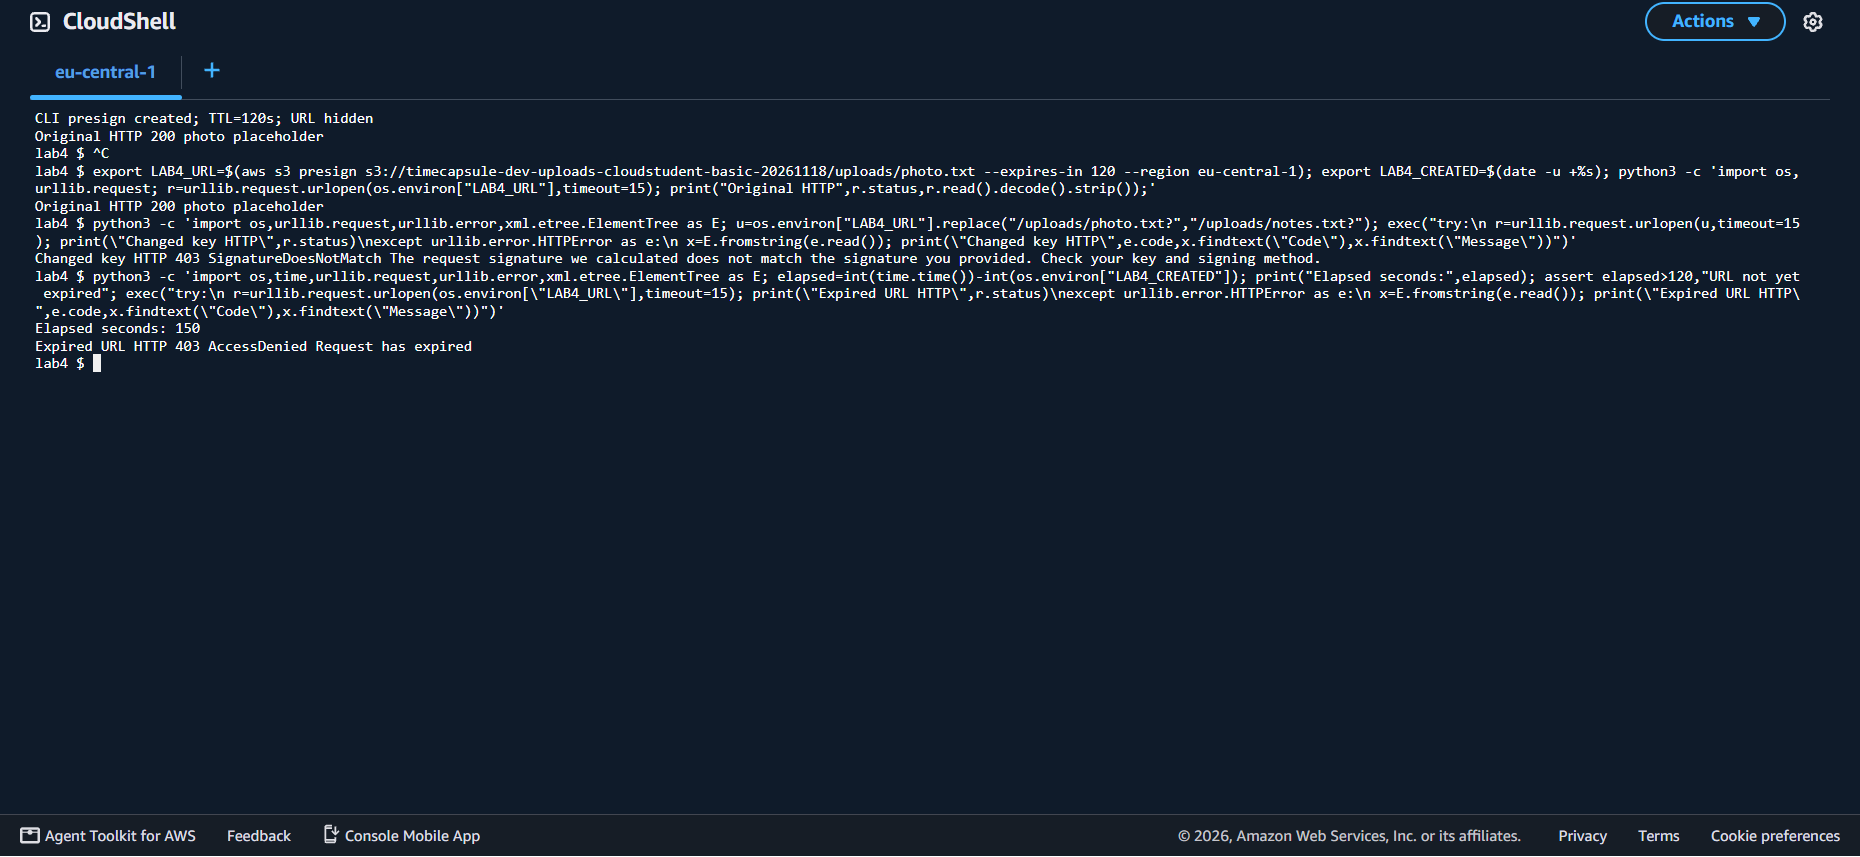 CloudShell
Actions
eu-central-1
CLI presign created; TTL=120s; URL hidden
Original HTTP 200 photo placeholder
lab4 $ ^C
lab4 $ export LAB4_URL=$(aws s3 presign s3://timecapsule-dev-uploads-cloudstudent-basic-20261118/uploads/photo.txt --expires-in 120 --region eu-central-1); export LAB4_CREATED=$(date -u +%s); python3 -c 'import os,
urllib.request; r=urllib.request.urlopen(os.environ["LAB4_URL"],timeout=15); print("Original HTTP",r.status,r.read().decode().strip());'
Original HTTP 200 photo placeholder
lab4 $ python3 -c 'import os,urllib.request,urllib.error,xml.etree.ElementTree as E; u=os.environ["LAB4_URL"].replace("/uploads/photo.txt?","/uploads/notes.txt?"); exec("try:\n r=urllib.request.urlopen(u,timeout=15
); print(\"Changed key HTTP\",r.status)\nexcept urllib.error.HTTPError as e:\n x=E.fromstring(e.read()); print(\"Changed key HTTP\",e.code,x.findtext(\"Code\"),x.findtext(\"Message\"))")'
Changed key HTTP 403 SignatureDoesNotMatch The request signature we calculated does not match the signature you provided. Check your key and signing method.
lab4 $ python3 -c 'import os,time,urllib.request,urllib.error,xml.etree.ElementTree as E; elapsed=int(time.time())-int(os.environ["LAB4_CREATED"]); print("Elapsed seconds:",elapsed); assert elapsed>120,"URL not yet
 expired"; exec("try:\n r=urllib.request.urlopen(os.environ[\"LAB4_URL\"],timeout=15); print(\"Expired URL HTTP\",r.status)\nexcept urllib.error.HTTPError as e:\n x=E.fromstring(e.read()); print(\"Expired URL HTTP\
",e.code,x.findtext(\"Code\"),x.findtext(\"Message\"))")'
Elapsed seconds: 150
Expired URL HTTP 403 AccessDenied Request has expired
lab4 $
Agent Toolkit for AWS Feedback Console Mobile App © 2026, Amazon Web Services, Inc. or its affiliates. Privacy Terms Cookie preferences